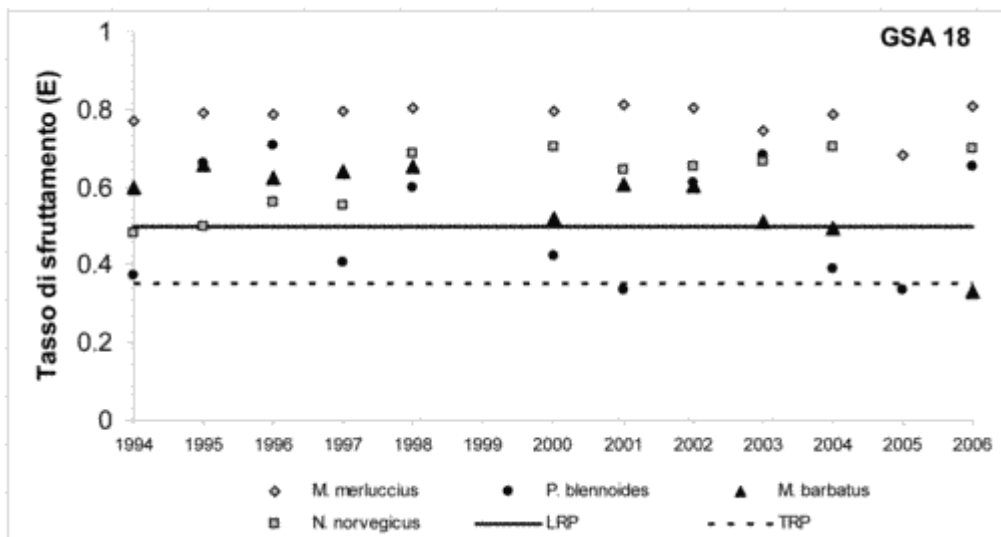 GSA 18
Tasso di sfruttamento (E)
1
0.8
0.6
0.4
0.2
0
1994 1995 1996 1997 1998 1999 2000 2001 2002 2003 2004 2005 2006
M. merluccius P. blennoides M. barbatus
N. norvegicus LRP TRP